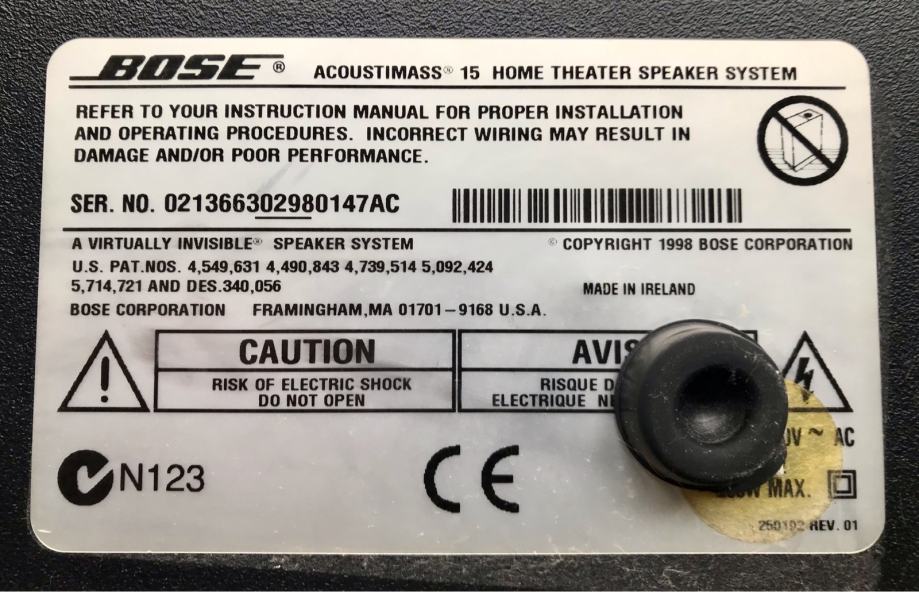 BOSE ® ACOUSTIMASS® 15 HOME THEATER SPEAKER SYSTEM
REFER TO YOUR INSTRUCTION MANUAL FOR PROPER INSTALLATION
AND OPERATING PROCEDURES. INCORRECT WIRING MAY RESULT IN
DAMAGE AND/OR POOR PERFORMANCE.
SER. NO. 021366302980147AC
A VIRTUALLY INVISIBLE® SPEAKER SYSTEM © COPYRIGHT 1998 BOSE CORPORATION
U.S. PAT.NOS. 4,549,631 4,490,843 4,739,514 5,092,424
5,714,721 AND DES.340,056 MADE IN IRELAND
BOSE CORPORATION FRAMINGHAM,MA 01701-9168 U.S.A.
CAUTION
RISK OF ELECTRIC SHOCK
DO NOT OPEN
AVIS
RISQUE
ELECTRIQUE
N123
CE
~ AC
MAX.
250192 REV. 01